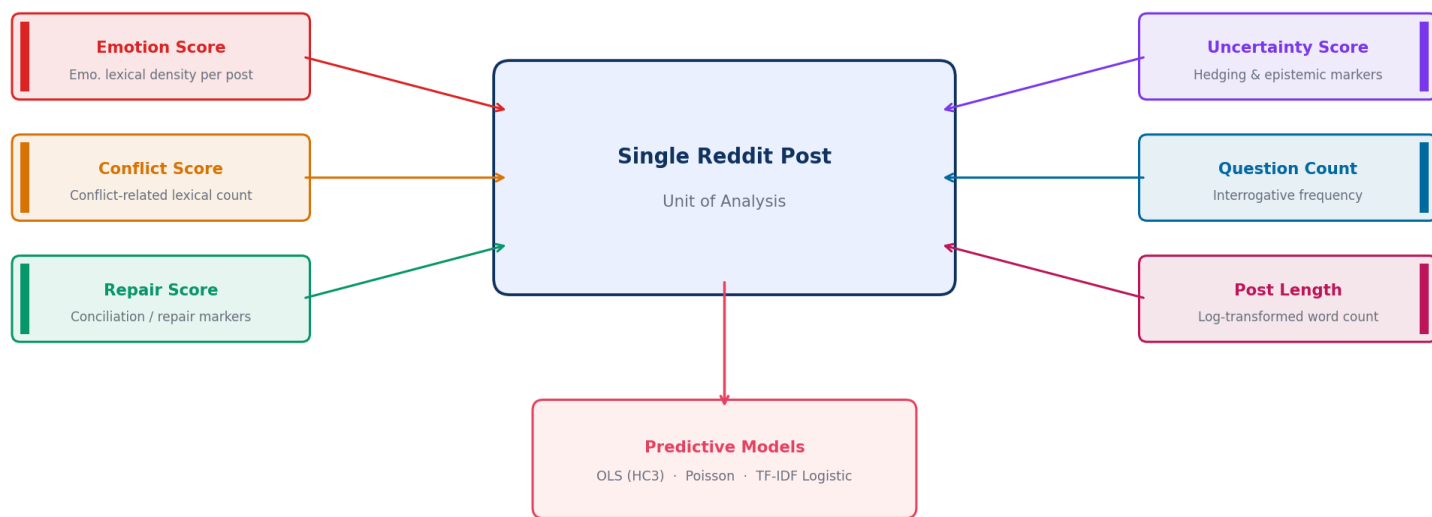 Emotion Score
Emo. lexical density per post
Conflict Score
Conflict-related lexical count
Repair Score
Conciliation / repair markers
Single Reddit Post
Unit of Analysis
Uncertainty Score
Hedging & epistemic markers
Question Count
Interrogative frequency
Post Length
Log-transformed word count
Predictive Models
OLS (HC3) · Poisson · TF-IDF Logistic